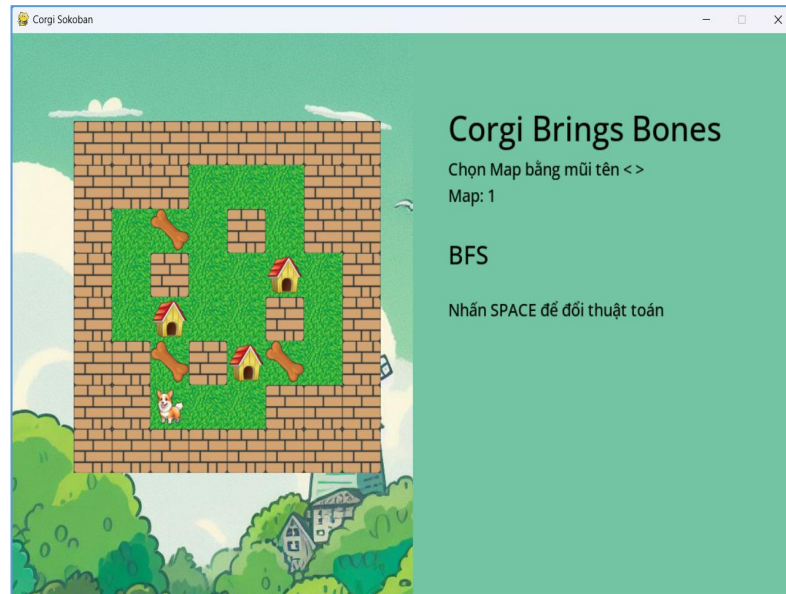 Corgi Sokoban
Corgi Brings Bones
Chọn Map bằng mũi tên < >
Map: 1
BFS
Nhấn SPACE để đổi thuật toán